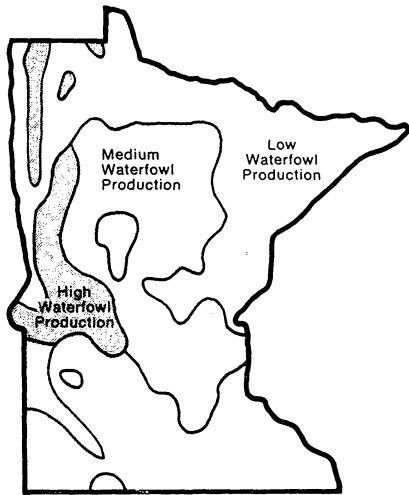 Medium
Waterfowl
Production
Low
Waterfowl
Production
High
Waterfowl
Production